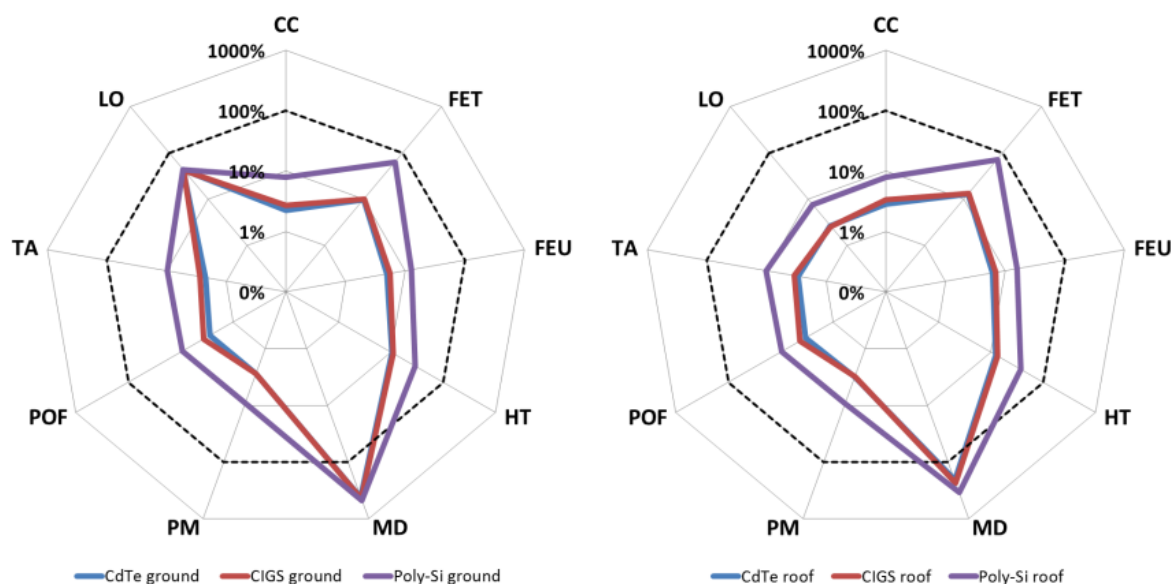 CC
1000%
LO
FET
100%
10%
1%
TA
FEU
0%
POF
HT
PM
MD
CdTe ground
CIGS ground
Poly-Si ground
CC
1000%
LO
FET
100%
10%
1%
TA
FEU
0%
POF
HT
PM
MD
CdTe roof
CIGS roof
Poly-Si roof